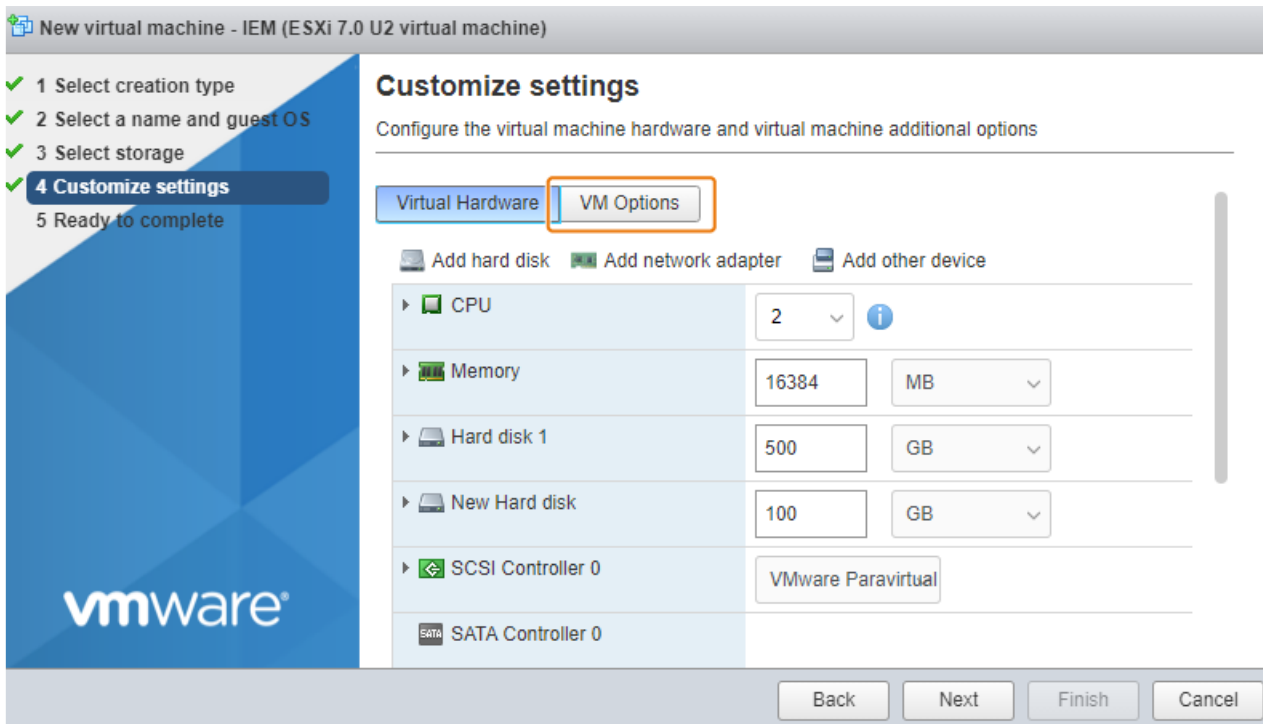 New virtual machine - IEM (ESXi 7.0 U2 virtual machine)
1 Select creation type
2 Select a name and guest OS
3 Select storage
4 Customize settings
5 Ready to complete
vmware®
Customize settings
Configure the virtual machine hardware and virtual machine additional options
Virtual Hardware VM Options
Add hard disk Add network adapter Add other device
CPU 2 i
Memory 16384 MB
Hard disk 1 500 GB
New Hard disk 100 GB
SCSI Controller 0 VMware Paravirtual
SATA SATA Controller 0
Back Next Finish Cancel